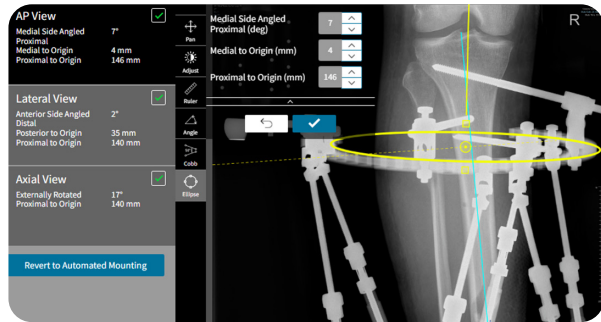 AP View
Medial Side Angled 7°
Proximal
Medial to Origin 4 mm
Proximal to Origin 146 mm
Lateral View
Anterior Side Angled 2°
Distal
Posterior to Origin 35 mm
Proximal to Origin 140 mm
Axial View
Externally Rotated 17°
Proximal to Origin 140 mm
Revert to Automated Mounting
Pan
Adjust
Ruler
Angle
Cobb
Ellipse
Medial Side Angled 7
Proximal (deg)
Medial to Origin (mm) 4
Proximal to Origin (mm) 146
R